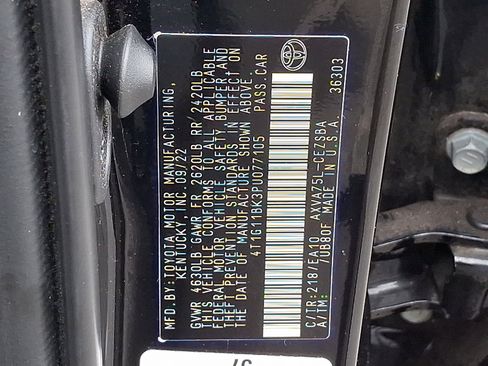 MFD.BY:TOYOTA MOTOR MANUFACTURING,
KENTUCKY, INC 09/22
GVWR 4630LB GAWR FR 2620LB RR 2420LB
THIS VEHICLE CONFORMS TO ALL APPLICABLE
FEDERAL MOTOR VEHICLE SAFETY, BUMPER, AND
THEFT PREVENTION STANDARDS IN EFFECT ON
THE DATE OF MANUFACTURE SHOWN ABOVE.
4T1G11BK3PU077105 PASS.CAR
C/TR:218/EA10 AXVA75L-CEZSBA
A/TM: /UB80F MADE IN U.S.A. 36303